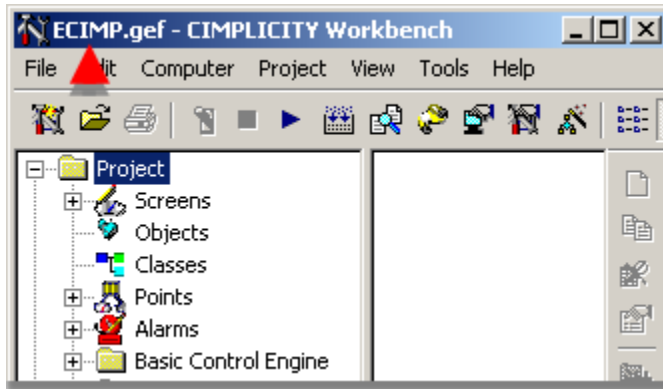 ECIMP.gef - CIMPLICITY Workbench
File Edit Computer Project View Tools Help
Project
Screens
Objects
Classes
Points
Alarms
Basic Control Engine